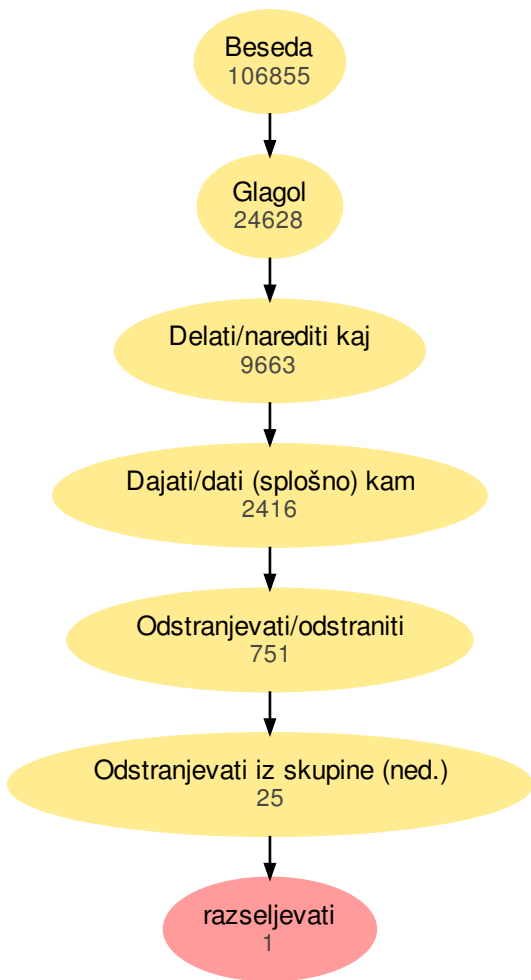 Beseda
106855
Glagol
24628
Delati/narediti kaj
9663
Dajati/dati (splošno) kam
2416
Odstranjevati/odstraniti
751
Odstranjevati iz skupine (ned.)
25
razseljevati
1